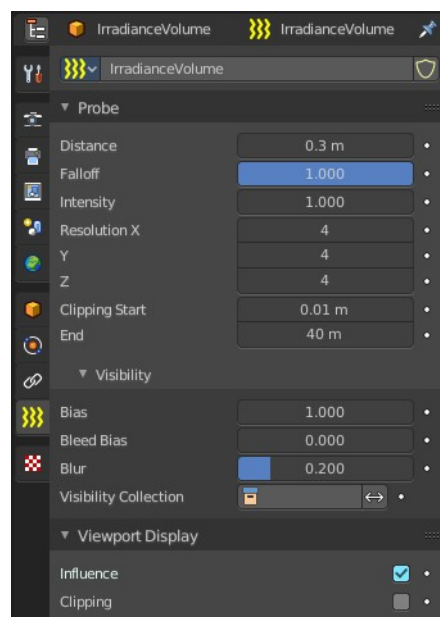 IrradianceVolume IrradianceVolume
IrradianceVolume
Probe
Distance 0.3 m
Falloff 1.000
Intensity 1.000
Resolution X 4
Y 4
Z 4
Clipping Start 0.01 m
End 40 m
Visibility
Bias 1.000
Bleed Bias 0.000
Blur 0.200
Visibility Collection
Viewport Display
Influence
Clipping